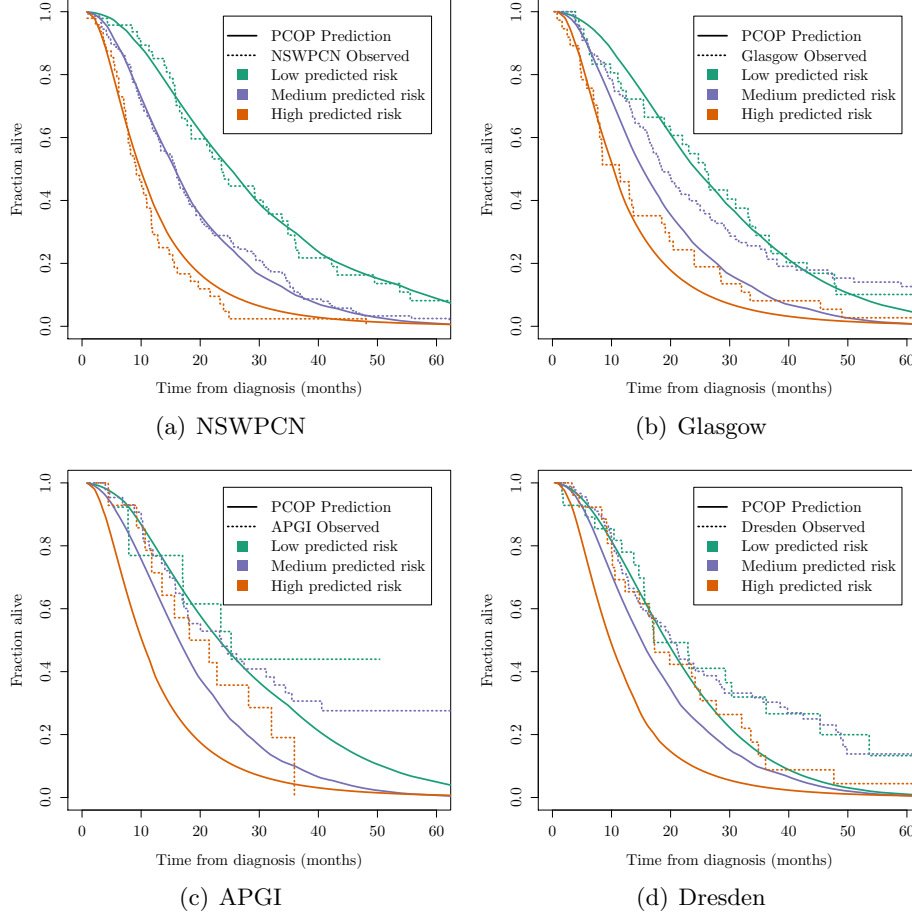 PCOP Prediction
NSWPCN Observed
Low predicted risk
Medium predicted risk
High predicted risk
Fraction alive
0.0 0.2 0.4 0.6 0.8 1.0
0 10 20 30 40 50 60
Time from diagnosis (months)
(a) NSWPCN
PCOP Prediction
Glasgow Observed
Low predicted risk
Medium predicted risk
High predicted risk
Fraction alive
0.0 0.2 0.4 0.6 0.8 1.0
0 10 20 30 40 50 60
Time from diagnosis (months)
(b) Glasgow
PCOP Prediction
APGI Observed
Low predicted risk
Medium predicted risk
High predicted risk
Fraction alive
0.0 0.2 0.4 0.6 0.8 1.0
0 10 20 30 40 50 60
Time from diagnosis (months)
(c) APGI
PCOP Prediction
Dresden Observed
Low predicted risk
Medium predicted risk
High predicted risk
Fraction alive
0.0 0.2 0.4 0.6 0.8 1.0
0 10 20 30 40 50 60
Time from diagnosis (months)
(d) Dresden